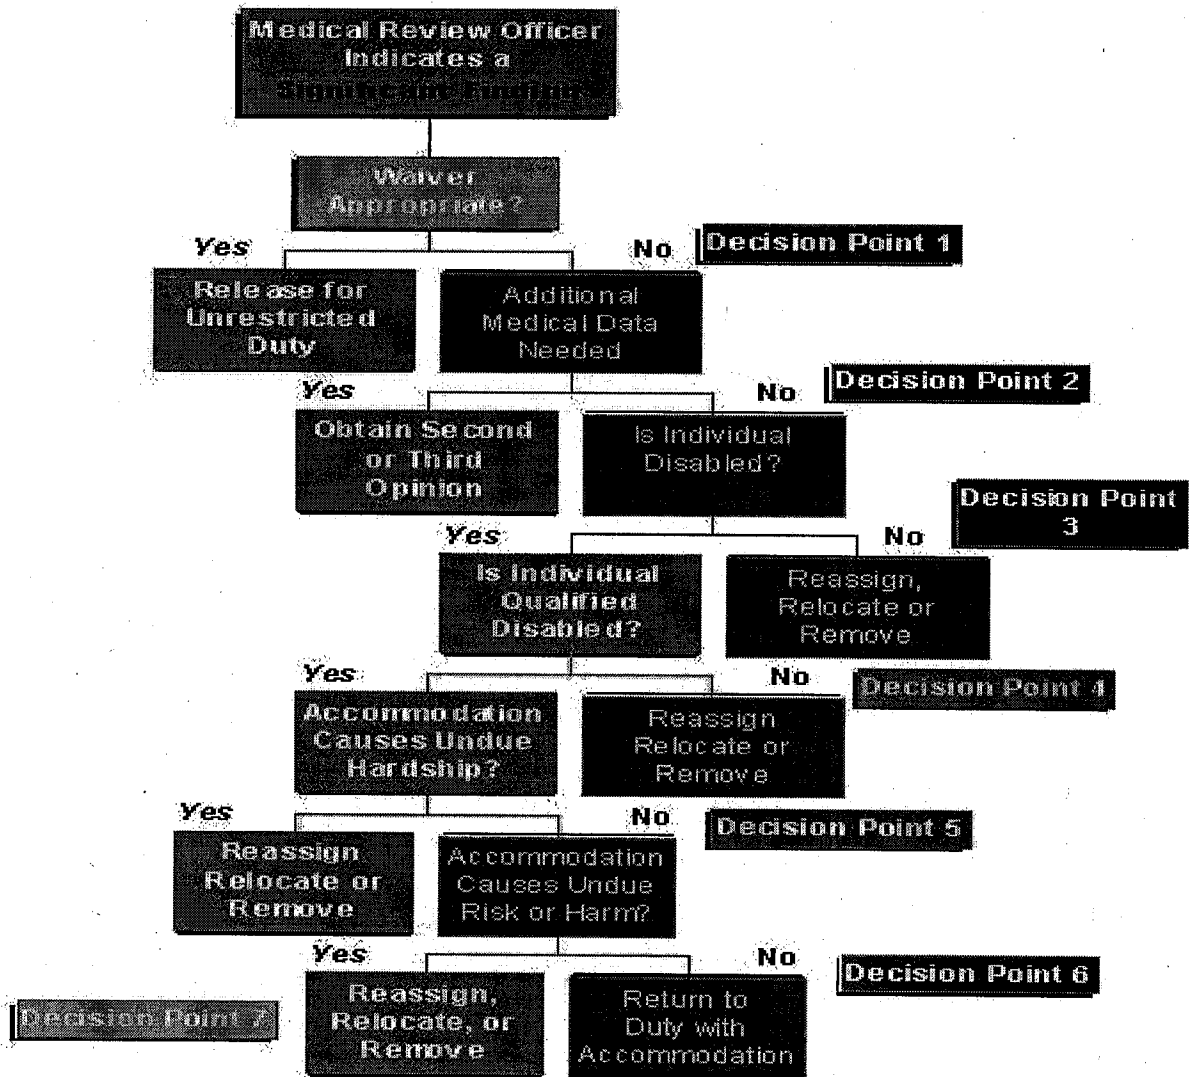 Medical Review Officer
Indicates a
Significant Finding?
Waiver
Appropriate?
Yes
No
Decision Point 1
Release for
Unrestricted
Duty
Additional
Medical Data
Needed
Yes
No
Decision Point 2
Obtain Second
or Third
Opinion
Is Individual
Disabled?
Decision Point
3
Yes
No
Is Individual
Qualified
Disabled?
Reassign,
Relocate or
Remove
Yes
No
Decision Point 4
Accommodation
Causes Undue
Hardship?
Reassign
Relocate or
Remove
Yes
No
Decision Point 5
Reassign
Relocate or
Remove
Accommodation
Causes Undue
Risk or Harm?
Yes
No
Decision Point 6
Decision Point 7
Reassign,
Relocate, or
Remove
Return to
Duty with
Accommodation